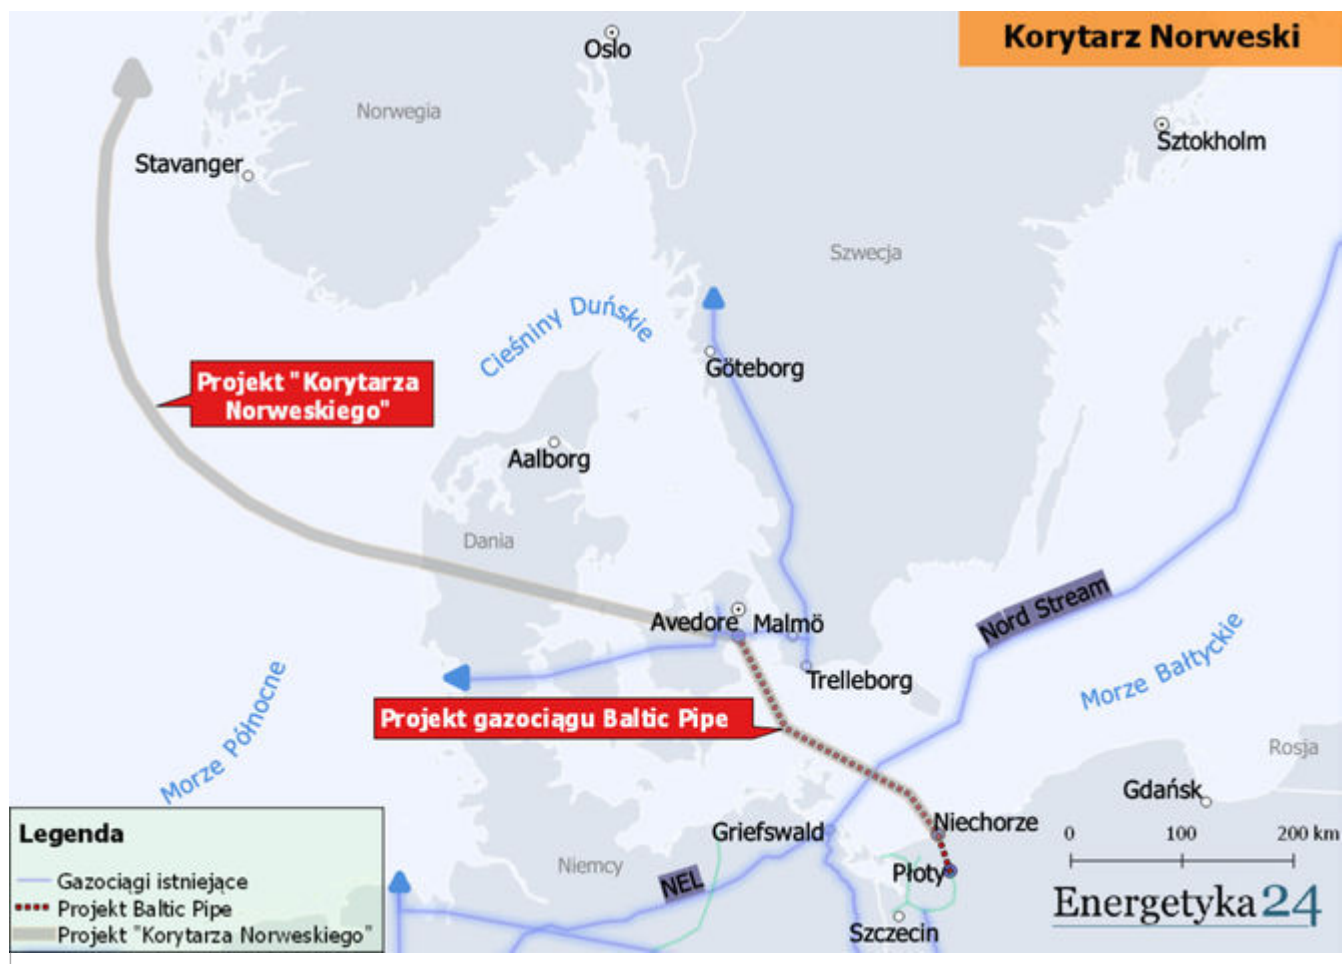 Korytarz Norweski
Oslo
Norwegia
Sztokholm
Stavanger
Szwecja
Cieśniny Duńskie
Göteborg
Projekt "Korytarza
Norweskiego"
Aalborg
Dania
Nord Stream
Avedore
Malmö
Trelleborg
Morze Bałtyckie
Projekt gazociągu Baltic Pipe
Morze Północne
Rosja
Gdańsk
Griefswald
Niechorze
Niemcy
NEL
Płoty
Szczecin
0 100 200 km
Energetyka24
Legenda
Gazociągi istniejące
Projekt Baltic Pipe
Projekt "Korytarza Norweskiego"